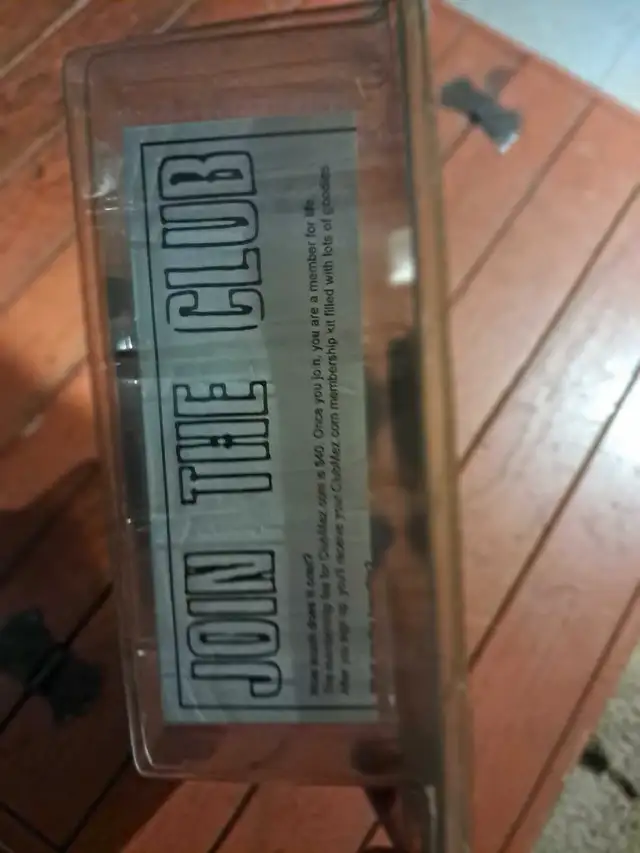 JOIN THE CLUB
How much does it cost?
The membership fee for ClubMez.com is $40. Once you join, you are a member for life.
After you sign up, you'll receive your ClubMez.com membership kit filled with lots of goodies